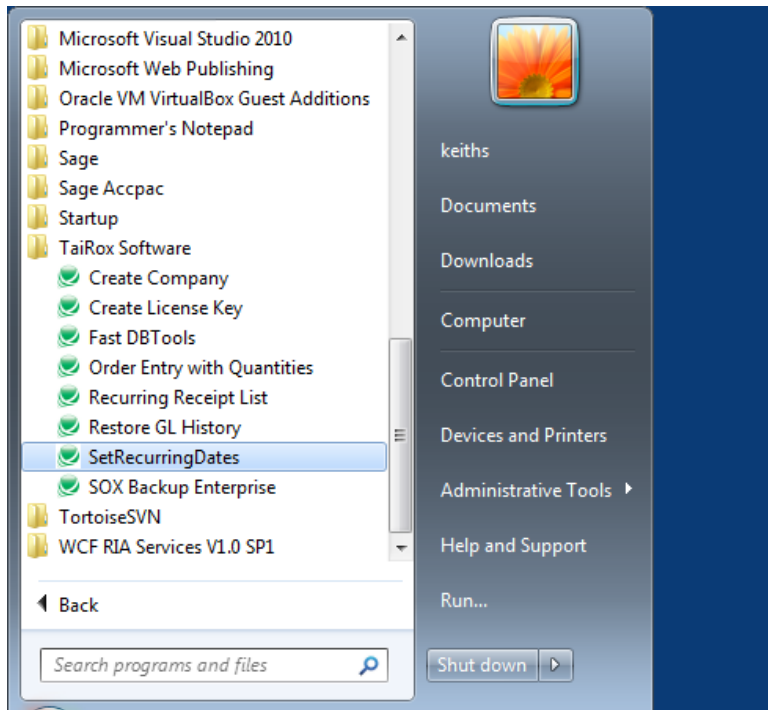 Microsoft Visual Studio 2010
Microsoft Web Publishing
Oracle VM VirtualBox Guest Additions
Programmer's Notepad
Sage
Sage Accpac
Startup
TaiRox Software
Create Company
Create License Key
Fast DBTools
Order Entry with Quantities
Recurring Receipt List
Restore GL History
SetRecurringDates
SOX Backup Enterprise
TortoiseSVN
WCF RIA Services V1.0 SP1
Back
Search programs and files
keiths
Documents
Downloads
Computer
Control Panel
Devices and Printers
Administrative Tools
Help and Support
Run...
Shut down